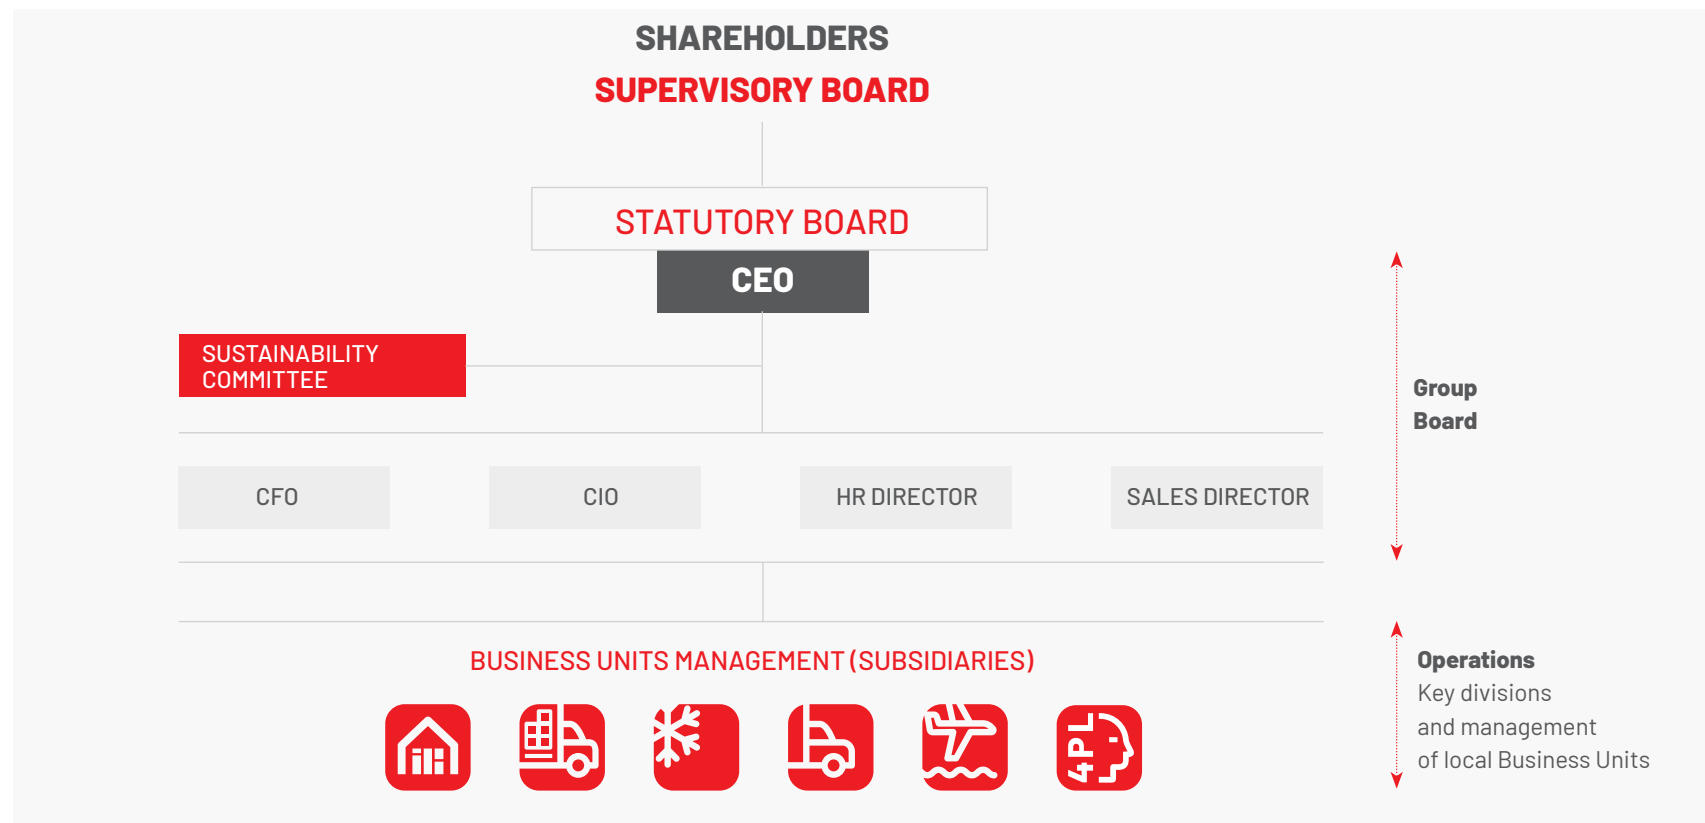 SHAREHOLDERS
SUPERVISORY BOARD
STATUTORY BOARD
CEO
SUSTAINABILITY
COMMITTEE
Group
Board
CFO
CIO
HR DIRECTOR
SALES DIRECTOR
BUSINESS UNITS MANAGEMENT (SUBSIDIARIES)
4PL
Operations
Key divisions
and management
of local Business Units